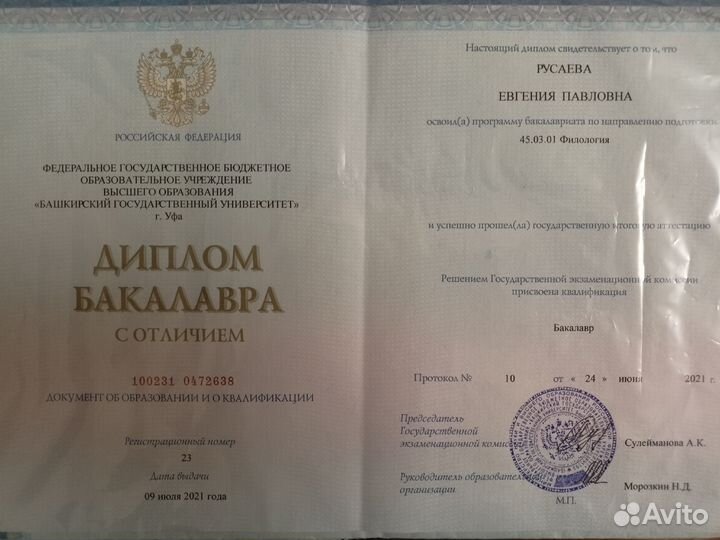 РОССИЙСКАЯ ФЕДЕРАЦИЯ
ФЕДЕРАЛЬНОЕ ГОСУДАРСТВЕННОЕ БЮДЖЕТНОЕ
ОБРАЗОВАТЕЛЬНОЕ УЧРЕЖДЕНИЕ
ВЫСШЕГО ОБРАЗОВАНИЯ
«БАШКИРСКИЙ ГОСУДАРСТВЕННЫЙ УНИВЕРСИТЕТ»
г. Уфа
ДИПЛОМ
БАКАЛАВРА
С ОТЛИЧИЕМ
100231 0472638
ДОКУМЕНТ ОБ ОБРАЗОВАНИИ И О КВАЛИФИКАЦИИ
Регистрационный номер
23
Дата выдачи
09 июля 2021 года
Настоящий диплом свидетельствует о том, что
РУСАЕВА
ЕВГЕНИЯ ПАВЛОВНА
освоил(а) программу бакалавриата по направлению подготовки
45.03.01 Филология
и успешно прошел(ла) государственную итоговую аттестацию
Решением Государственной экзаменационной комиссии
присвоена квалификация
Бакалавр
Протокол № 10 от « 24 » июня 2021 г.
Председатель
Государственной
экзаменационной комиссии Сулейманова А.К.
Руководитель образовательной
организации Морозкин Н.Д.
М.П.
Avito